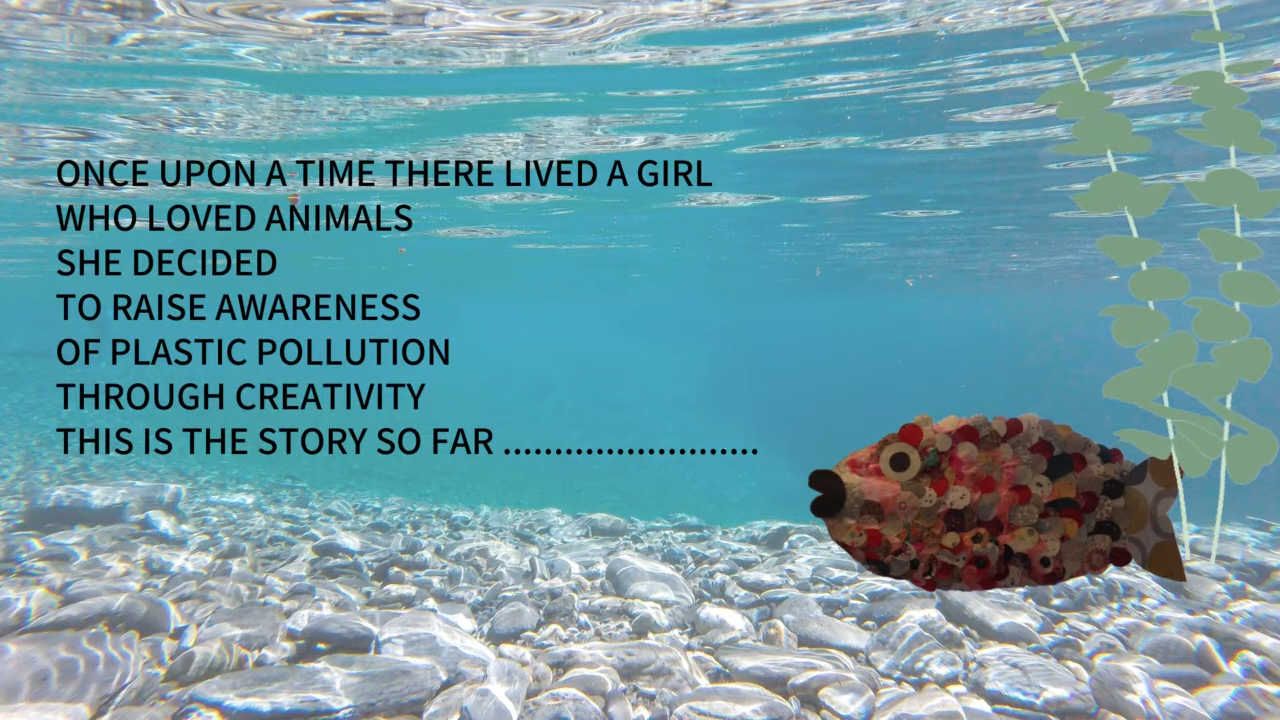 ONCE UPON A TIME THERE LIVED A GIRL
WHO LOVED ANIMALS
SHE DECIDED
TO RAISE AWARENESS
OF PLASTIC POLLUTION
THROUGH CREATIVITY
THIS IS THE STORY SO FAR .........................